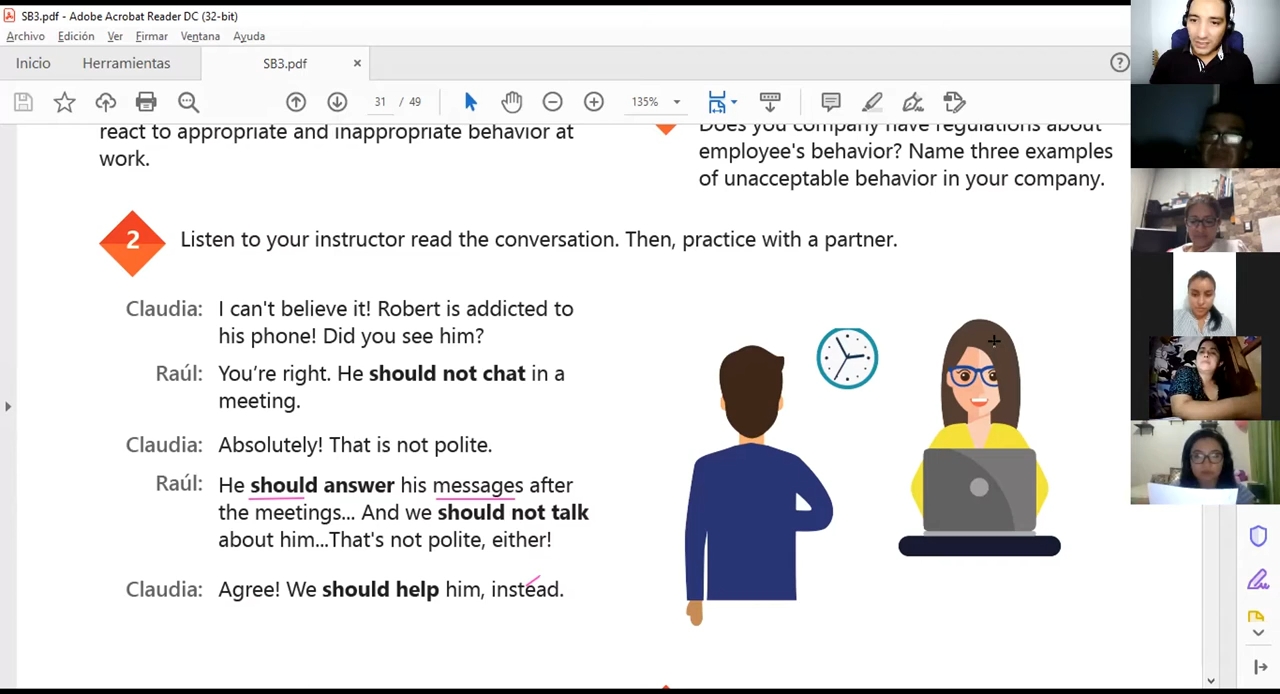 SB3.pdf - Adobe Acrobat Reader DC (32-bit)
Archivo Edición Ver Firmar Ventana Ayuda
Inicio Herramientas SB3.pdf ×
31 / 49 135%
react to appropriate and inappropriate behavior at
work.
Does you company have regulations about
employee's behavior? Name three examples
of unacceptable behavior in your company.
2 Listen to your instructor read the conversation. Then, practice with a partner.
Claudia: I can't believe it! Robert is addicted to
his phone! Did you see him?
Raúl: You're right. He should not chat in a
meeting.
Claudia: Absolutely! That is not polite.
Raúl: He should answer his messages after
the meetings... And we should not talk
about him...That's not polite, either!
Claudia: Agree! We should help him, instead.